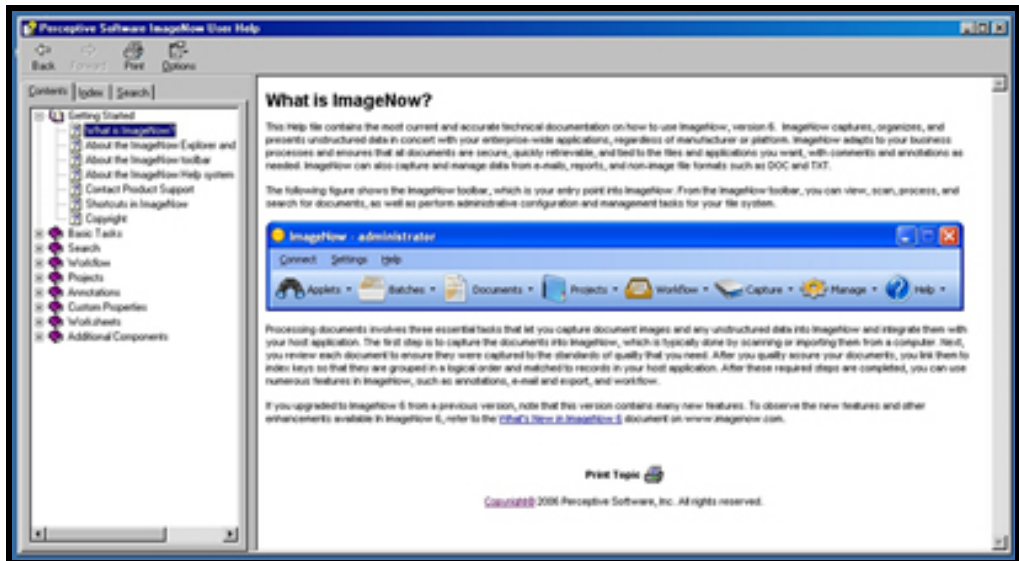 Perceptive Software ImageNow User Help
Back Forward Print Options
Contents Index Search
Getting Started
What is ImageNow?
About the ImageNow Explorer and
About the ImageNow toolbar
About the ImageNow Help system
Contact Product Support
Shortcuts in ImageNow
Copyright
Basic Tasks
Search
Workflow
Projects
Annotations
Custom Properties
Worksheets
Additional Components
What is ImageNow?
This Help file contains the most current and accurate technical documentation on how to use ImageNow, version 6. ImageNow captures, organizes, and
presents unstructured data in concert with your enterprise-wide applications, regardless of manufacturer or platform. ImageNow adapts to your business
processes and ensures that all documents are secure, quickly retrievable, and tied to the files and applications you want, with comments and annotations as
needed. ImageNow can also capture and manage data from e-mails, reports, and non-image file formats such as DOC and TXT.
The following figure shows the ImageNow toolbar, which is your entry point into ImageNow. From the ImageNow toolbar, you can view, scan, process, and
search for documents, as well as perform administrative configuration and management tasks for your file system.
ImageNow - administrator
Connect Settings Help
Applets Batches Documents Projects Workflow Capture Manage Help
Processing documents involves three essential tasks that let you capture document images and any unstructured data into ImageNow and integrate them with
your host application. The first step is to capture the documents into ImageNow, which is typically done by scanning or importing them from a computer. Next,
you review each document to ensure they were captured to the standards of quality that you need. After you quality assure your documents, you link them to
index keys so that they are grouped in a logical order and matched to records in your host application. After these required steps are completed, you can use
numerous features in ImageNow, such as annotations, e-mail and export, and workflow.
If you upgraded to ImageNow 6 from a previous version, note that this version contains many new features. To observe the new features and other
enhancements available in ImageNow 6, refer to the What's New in ImageNow 6 document on www.imagenow.com.
Print Topic
Copyright© 2006 Perceptive Software, Inc. All rights reserved.